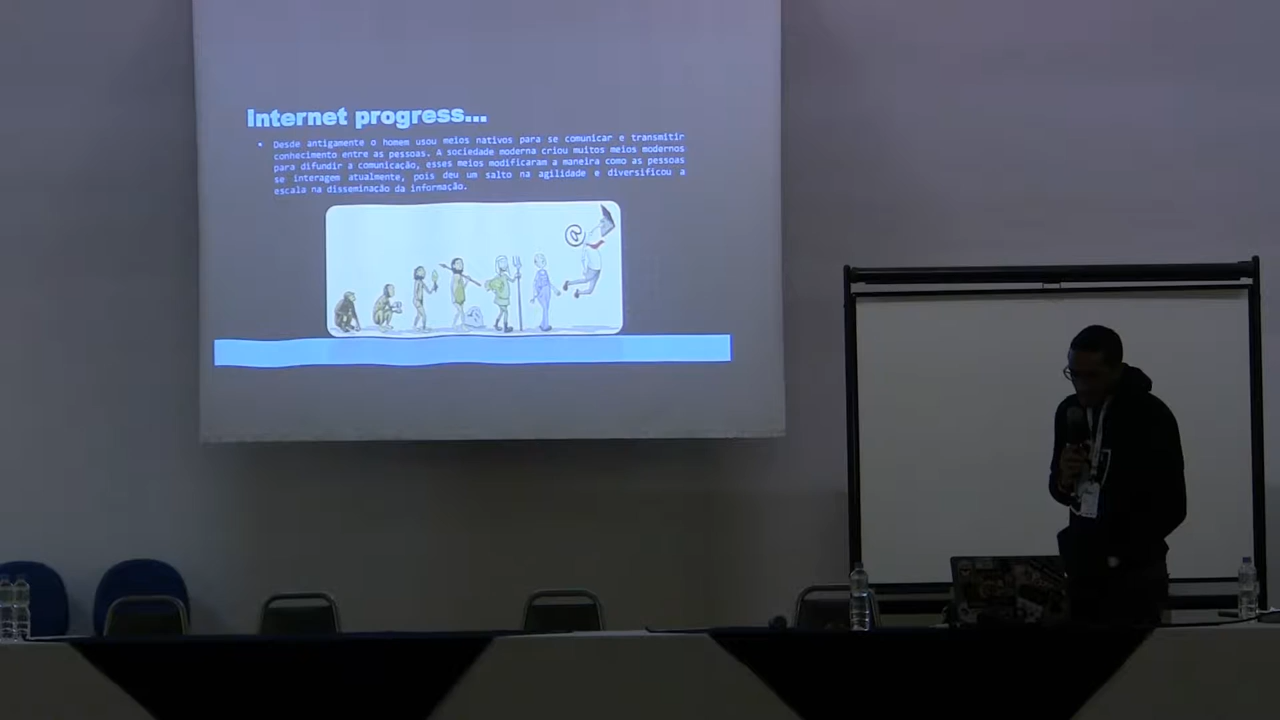 Internet progress...
• Desde antigamente o homem usou meios nativos para se comunicar e transmitir
conhecimento entre as pessoas. A sociedade moderna criou muitos meios modernos
para difundir a comunicação, esses meios modificaram a maneira como as pessoas
se interagem atualmente, pois deu um salto na agilidade e diversificou a
escala na disseminação da informação.
@